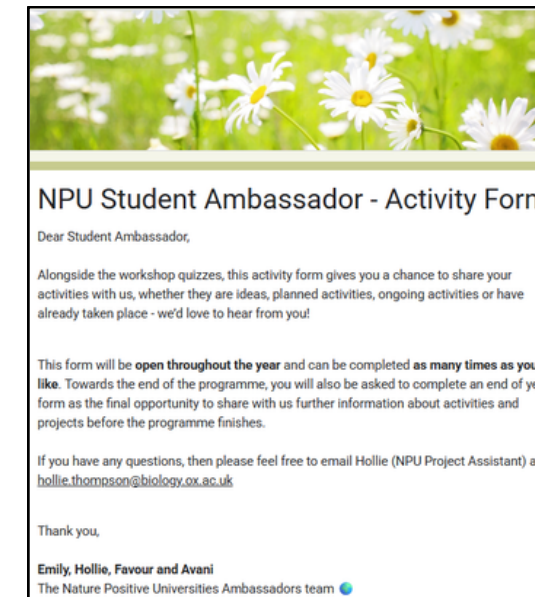 NPU Student Ambassador - Activity Form
Dear Student Ambassador,
Alongside the workshop quizzes, this activity form gives you a chance to share your
activities with us, whether they are ideas, planned activities, ongoing activities or have
already taken place - we'd love to hear from you!
This form will be open throughout the year and can be completed as many times as you
like. Towards the end of the programme, you will also be asked to complete an end of ye
form as the final opportunity to share with us further information about activities and
projects before the programme finishes.
If you have any questions, then please feel free to email Hollie (NPU Project Assistant) a
hollie.thompson@biology.ox.ac.uk
Thank you,
Emily, Hollie, Favour and Avani
The Nature Positive Universities Ambassadors team